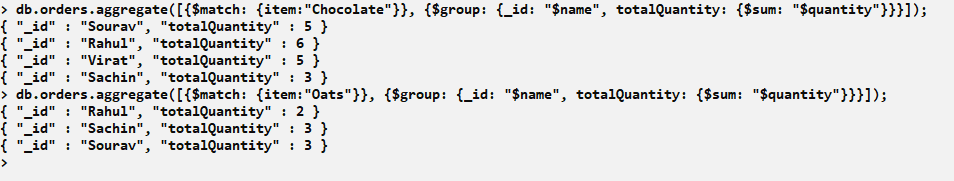 > db.orders.aggregate([{$match: {item:"Chocolate"}}, {$group: {_id: "$name", totalQuantity: {$sum: "$quantity"}}}]);
{ "_id" : "Sourav", "totalQuantity" : 5 }
{ "_id" : "Rahul", "totalQuantity" : 6 }
{ "_id" : "Virat", "totalQuantity" : 5 }
{ "_id" : "Sachin", "totalQuantity" : 3 }
> db.orders.aggregate([{$match: {item:"Oats"}}, {$group: {_id: "$name", totalQuantity: {$sum: "$quantity"}}}]);
{ "_id" : "Rahul", "totalQuantity" : 2 }
{ "_id" : "Sachin", "totalQuantity" : 3 }
{ "_id" : "Sourav", "totalQuantity" : 3 }
>